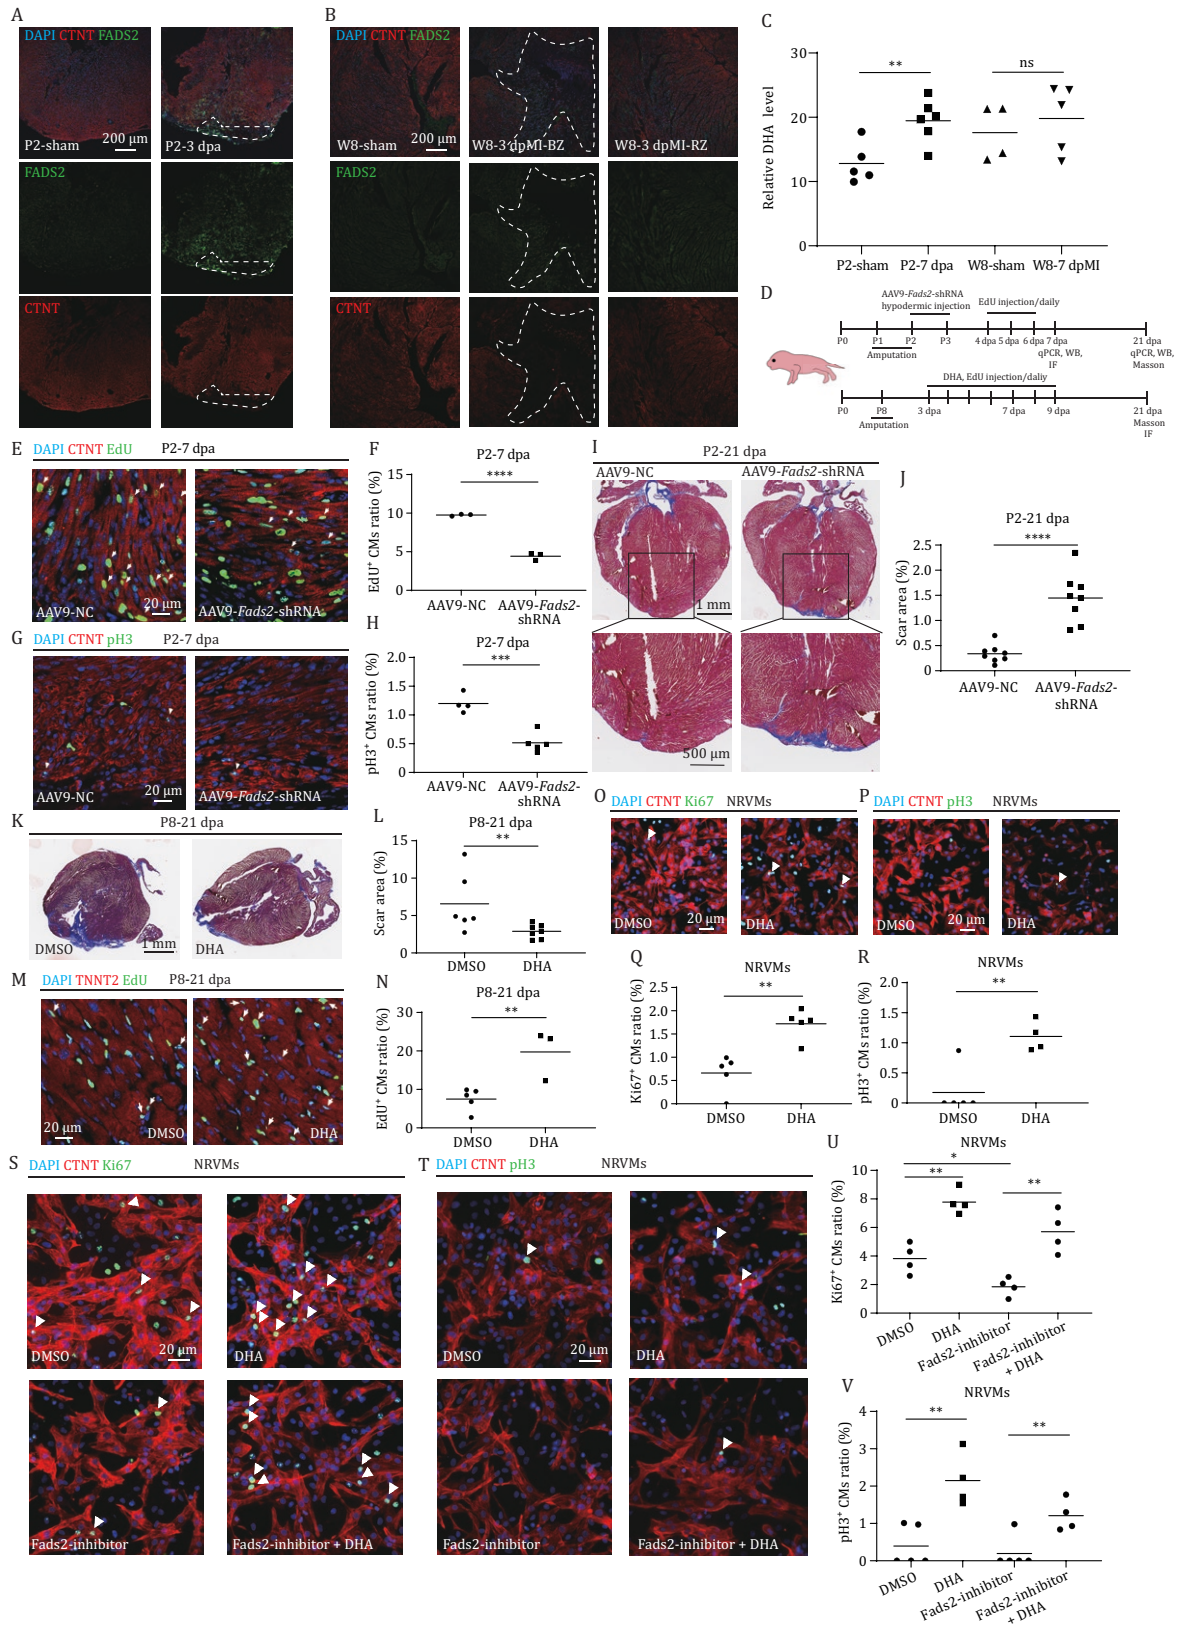 A
DAPI CTNT FADS2
P2-sham
200 μm
P2-3 dpa
FADS2
CTNT
B
DAPI CTNT FADS2
W8-sham
200 μm
W8-3 dpMI-BZ
W8-3 dpMI-RZ
FADS2
CTNT
C
Relative DHA level
30
20
10
0
**
ns
P2-sham
P2-7 dpa
W8-sham
W8-7 dpMI
D
AAV9-Fads2-shRNA
hypodermic injection
EdU injection/daily
P0
P1
P2
P3
4 dpa
5 dpa
6 dpa
7 dpa
21 dpa
Amputation
qPCR, WB,
IF
qPCR, WB,
Masson
DHA, EdU injection/daliy
P0
P8
3 dpa
7 dpa
9 dpa
21 dpa
Amputation
Masson
IF
E
DAPI CTNT EdU
P2-7 dpa
AAV9-NC
20 μm
AAV9-Fads2-shRNA
F
P2-7 dpa
EdU⁺ CMs ratio (%)
15
10
5
0
****
AAV9-NC
AAV9-Fads2-
shRNA
G
DAPI CTNT pH3
P2-7 dpa
AAV9-NC
20 μm
AAV9-Fads2-shRNA
H
P2-7 dpa
pH3⁺ CMs ratio (%)
2.0
1.5
1.0
0.5
0
***
AAV9-NC
AAV9-Fads2-
shRNA
I
P2-21 dpa
AAV9-NC
AAV9-Fads2-shRNA
1 mm
500 μm
J
P2-21 dpa
Scar area (%)
2.5
2.0
1.5
1.0
0.5
0
****
AAV9-NC
AAV9-Fads2-
shRNA
K
P8-21 dpa
DMSO
1 mm
DHA
L
P8-21 dpa
Scar area (%)
15
10
5
0
**
DMSO
DHA
M
DAPI TNNT2 EdU
P8-21 dpa
20 μm
DMSO
DHA
N
P8-21 dpa
EdU⁺ CMs ratio (%)
30
20
10
0
**
DMSO
DHA
O
DAPI CTNT Ki67
NRVMs
DMSO
20 μm
DHA
P
DAPI CTNT pH3
NRVMs
DMSO
20 μm
DHA
Q
NRVMs
Ki67⁺ CMs ratio (%)
2.5
2.0
1.5
1.0
0.5
0
**
DMSO
DHA
R
NRVMs
pH3⁺ CMs ratio (%)
2.0
1.5
1.0
0.5
0
**
DMSO
DHA
S
DAPI CTNT Ki67
NRVMs
DMSO
20 μm
DHA
Fads2-inhibitor
Fads2-inhibitor + DHA
T
DAPI CTNT pH3
NRVMs
DMSO
20 μm
DHA
Fads2-inhibitor
Fads2-inhibitor + DHA
U
NRVMs
Ki67⁺ CMs ratio (%)
10
8
6
4
2
0
*
**
**
DMSO
DHA
Fads2-inhibitor
Fads2-inhibitor
+ DHA
V
NRVMs
pH3⁺ CMs ratio (%)
4
3
2
1
0
**
**
DMSO
DHA
Fads2-inhibitor
Fads2-inhibitor
+ DHA